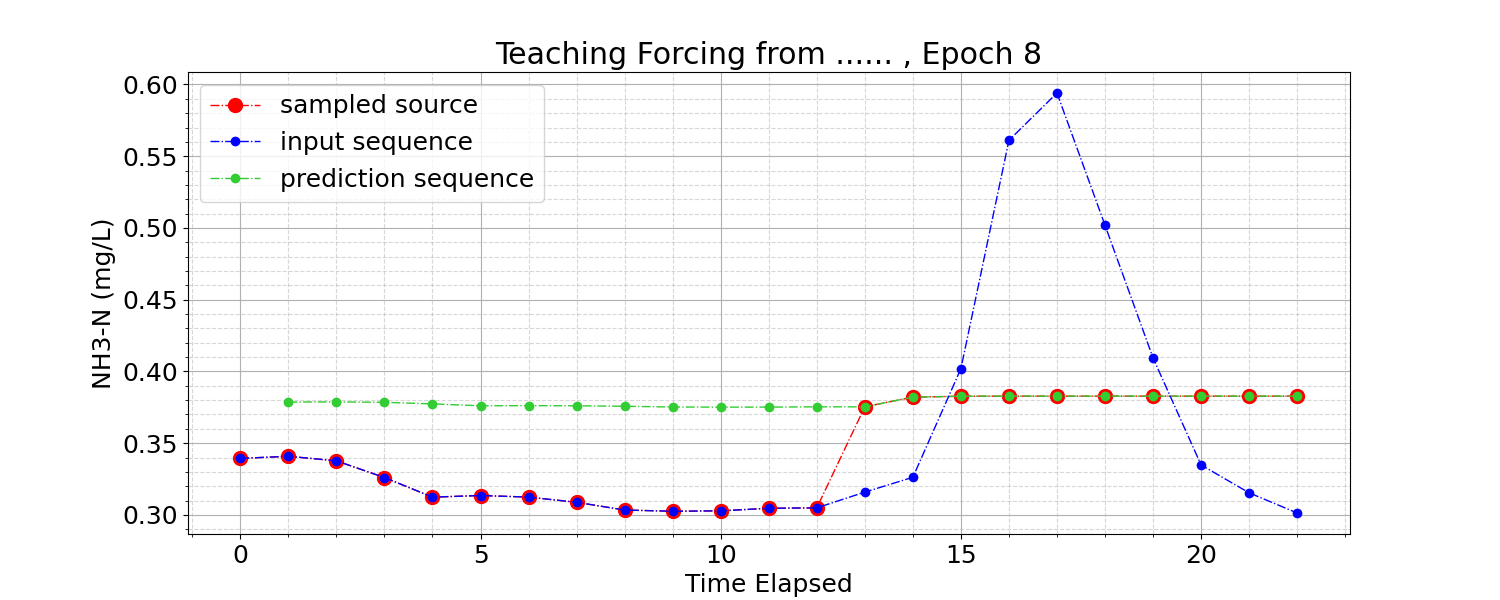 Teaching Forcing from ...... , Epoch 8
sampled source
input sequence
prediction sequence
NH3-N (mg/L)
0.60
0.55
0.50
0.45
0.40
0.35
0.30
0 5 10 15 20
Time Elapsed